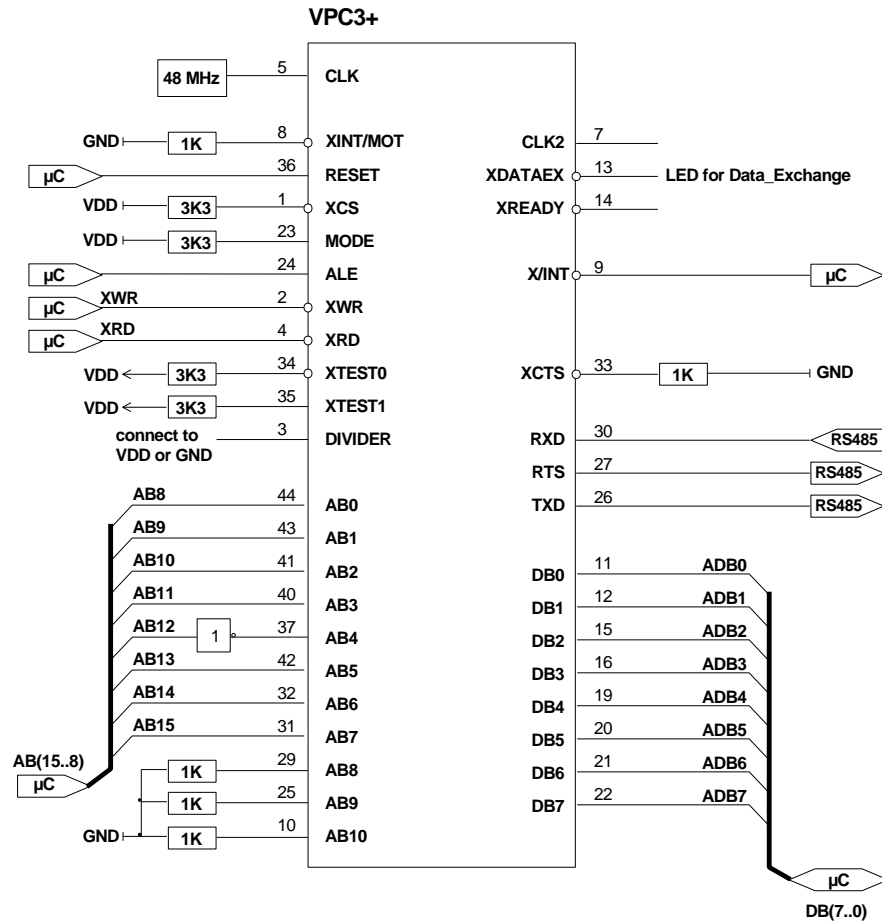 VPC3+
48 MHz 5 CLK
GND 1K 8 XINT/MOT
µC 36 RESET
VDD 3K3 1 XCS
VDD 3K3 23 MODE
µC 24 ALE
µC XWR 2 XWR
µC XRD 4 XRD
VDD 3K3 34 XTEST0
VDD 3K3 35 XTEST1
connect to
VDD or GND
3 DIVIDER
AB8 44 AB0
AB9 43 AB1
AB10 41 AB2
AB11 40 AB3
AB12 1 37 AB4
AB13 42 AB5
AB14 32 AB6
AB15 31 AB7
AB(15..8)
µC
1K 29 AB8
1K 25 AB9
GND 1K 10 AB10
CLK2 7
XDATAEX 13 LED for Data_Exchange
XREADY 14
X/INT 9 µC
XCTS 33 1K GND
RXD 30 RS485
RTS 27 RS485
TXD 26 RS485
DB0 11 ADB0
DB1 12 ADB1
DB2 15 ADB2
DB3 16 ADB3
DB4 19 ADB4
DB5 20 ADB5
DB6 21 ADB6
DB7 22 ADB7
µC
DB(7..0)